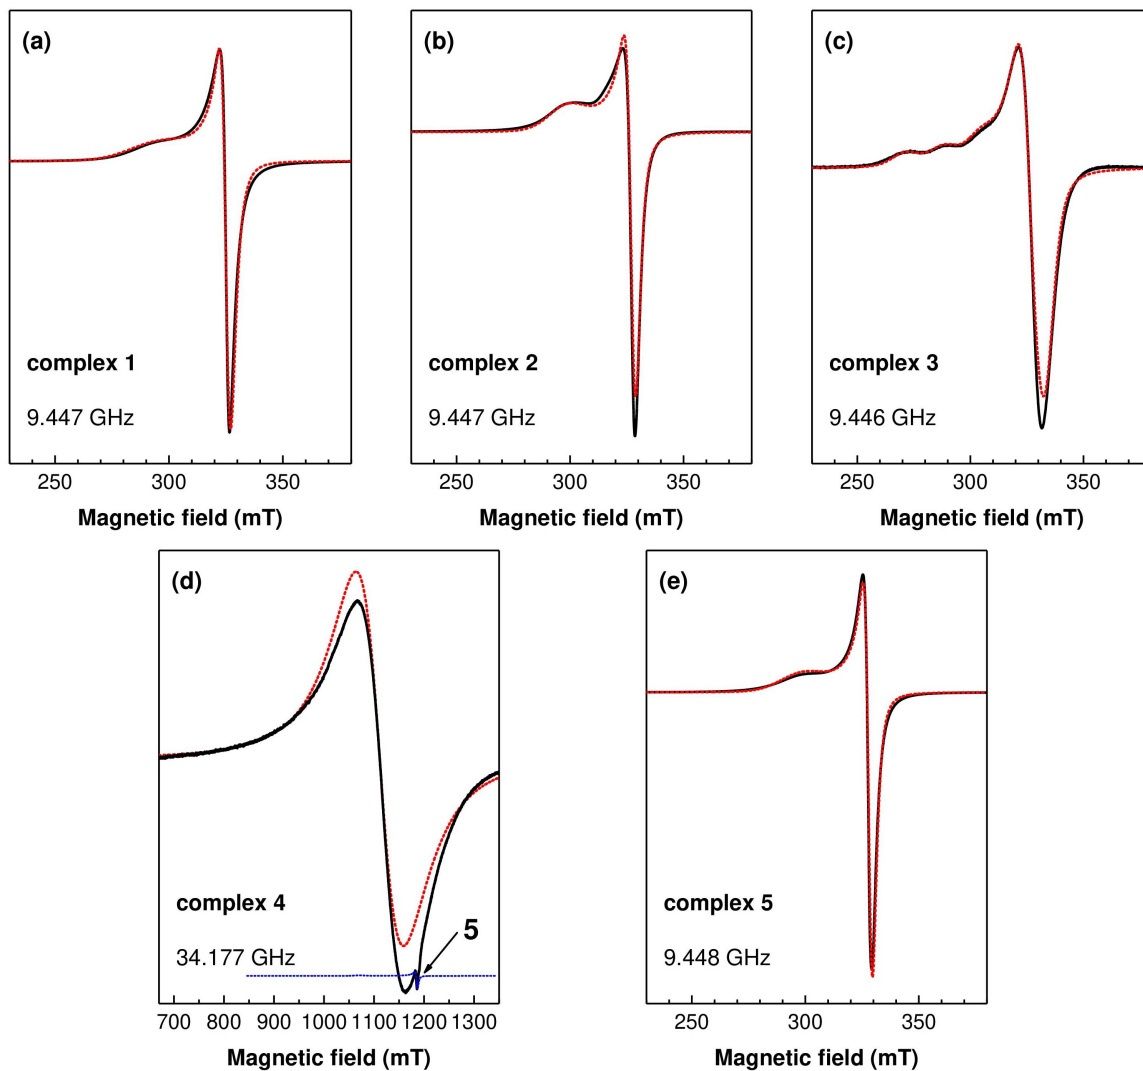 (a)
complex 1
9.447 GHz
250 300 350
Magnetic field (mT)
(b)
complex 2
9.447 GHz
250 300 350
Magnetic field (mT)
(c)
complex 3
9.446 GHz
250 300 350
Magnetic field (mT)
(d)
complex 4
34.177 GHz
5
700 800 900 1000 1100 1200 1300
Magnetic field (mT)
(e)
complex 5
9.448 GHz
250 300 350
Magnetic field (mT)